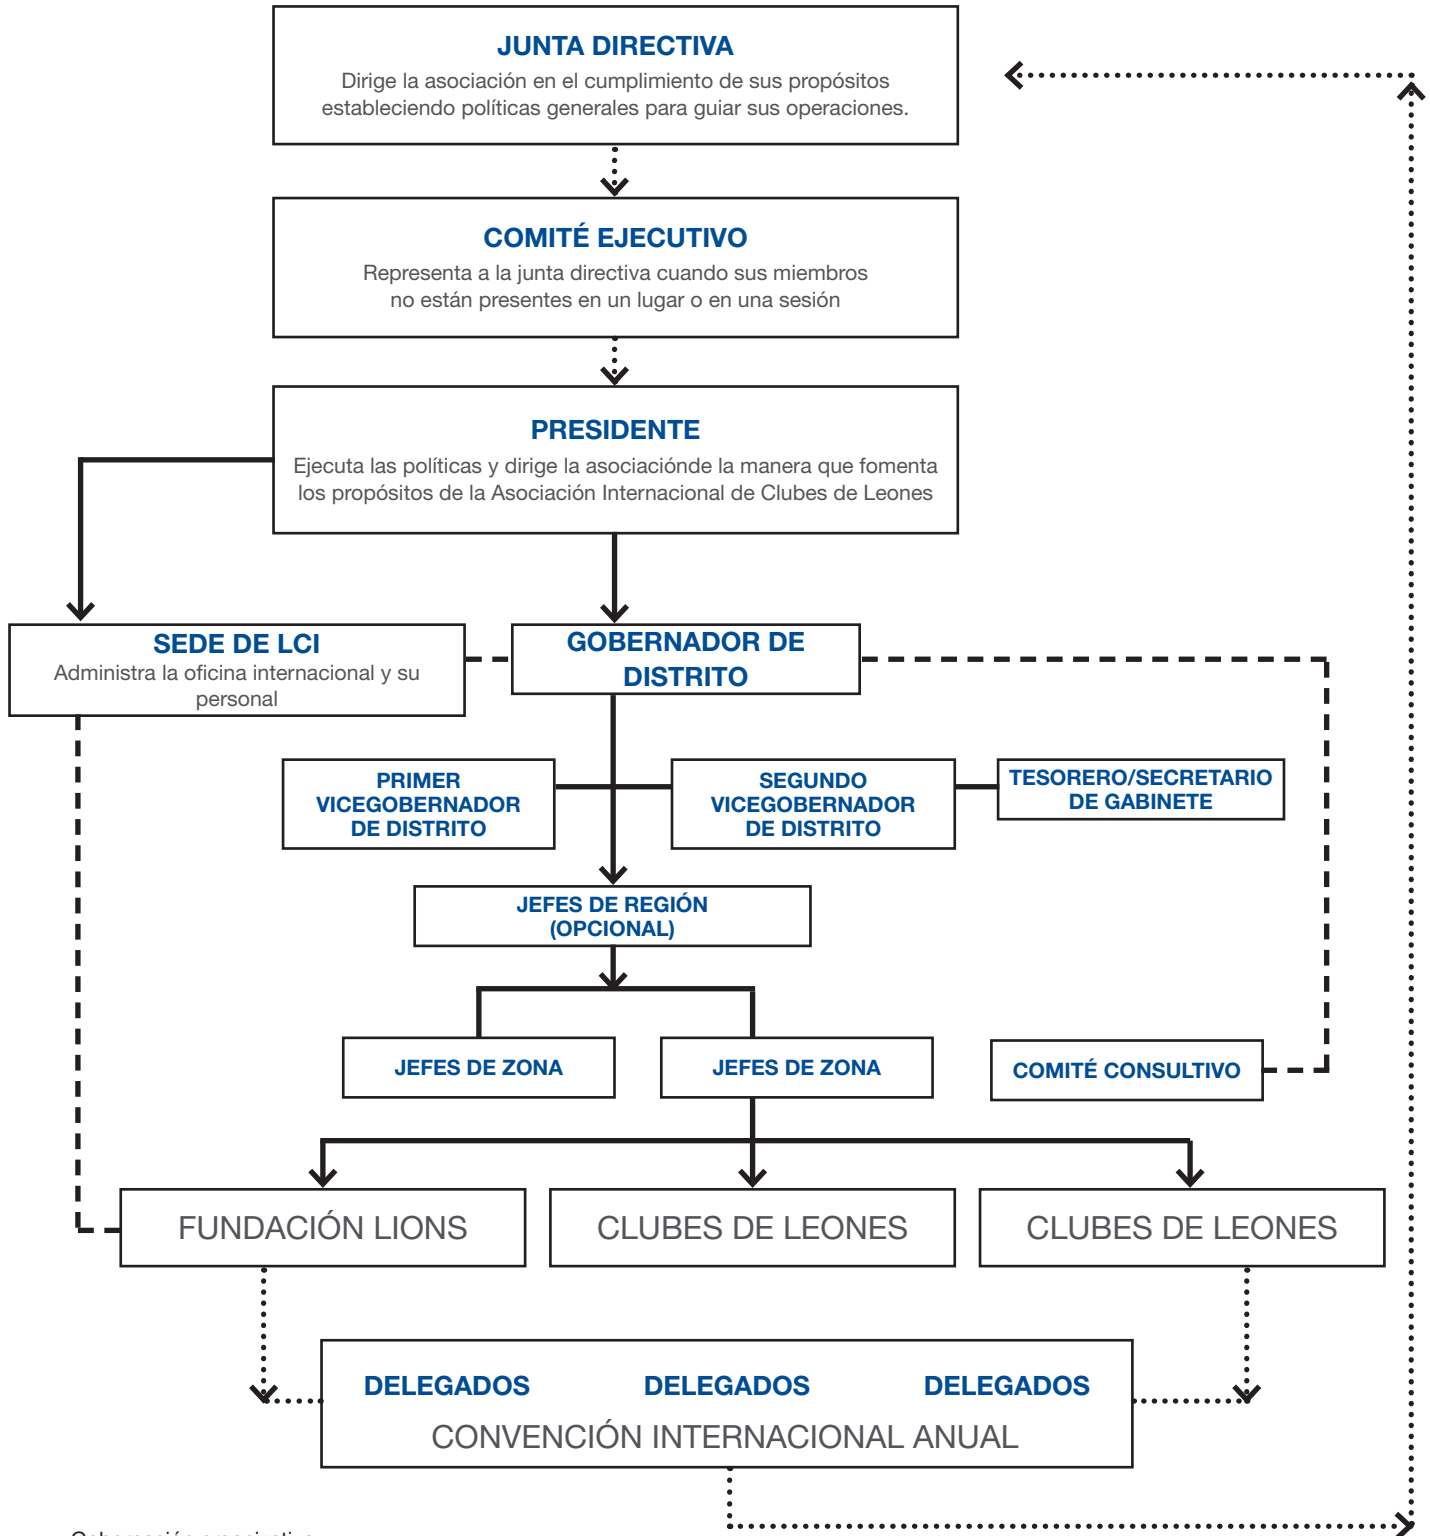 JUNTA DIRECTIVA
Dirige la asociación en el cumplimiento de sus propósitos
estableciendo políticas generales para guiar sus operaciones.
COMITÉ EJECUTIVO
Representa a la junta directiva cuando sus miembros
no están presentes en un lugar o en una sesión
PRESIDENTE
Ejecuta las políticas y dirige la asociaciónde la manera que fomenta
los propósitos de la Asociación Internacional de Clubes de Leones
SEDE DE LCI
Administra la oficina internacional y su
personal
GOBERNADOR DE
DISTRITO
PRIMER
VICEGOBERNADOR
DE DISTRITO
SEGUNDO
VICEGOBERNADOR
DE DISTRITO
TESORERO/SECRETARIO
DE GABINETE
JEFES DE REGIÓN
(OPCIONAL)
JEFES DE ZONA
JEFES DE ZONA
COMITÉ CONSULTIVO
FUNDACIÓN LIONS
CLUBES DE LEONES
CLUBES DE LEONES
DELEGADOS DELEGADOS DELEGADOS
CONVENCIÓN INTERNACIONAL ANUAL